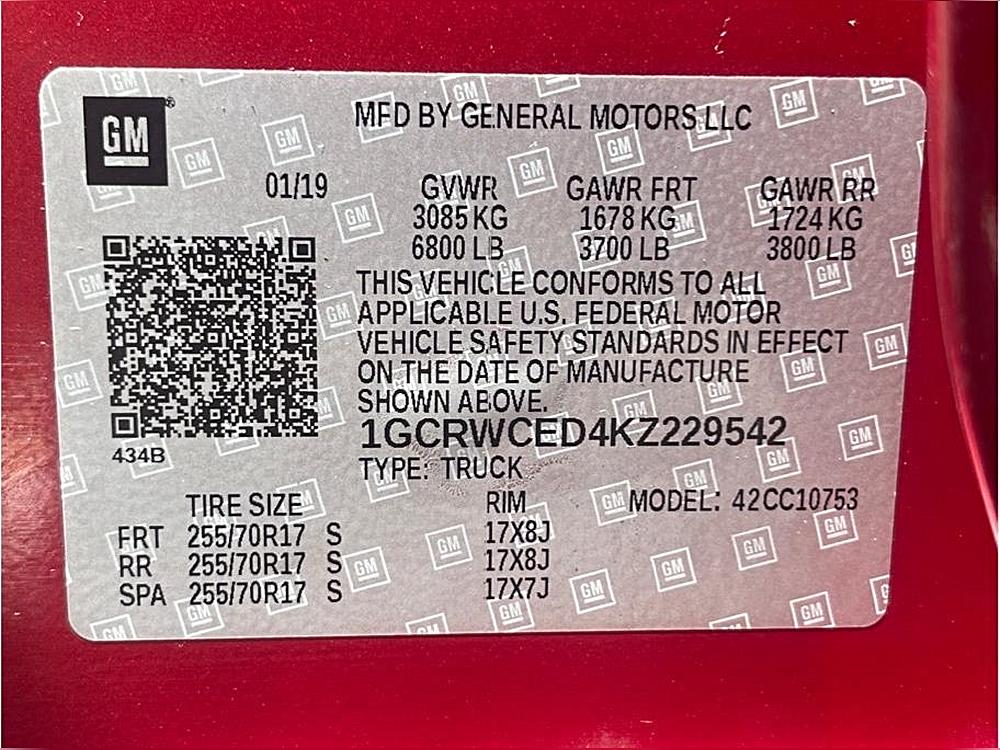 GM
MFD BY GENERAL MOTORS LLC
01/19 GVWR GAWR FRT GAWR RR
3085 KG 1678 KG 1724 KG
6800 LB 3700 LB 3800 LB
THIS VEHICLE CONFORMS TO ALL
APPLICABLE U.S. FEDERAL MOTOR
VEHICLE SAFETY STANDARDS IN EFFECT
ON THE DATE OF MANUFACTURE
SHOWN ABOVE.
1GCRWCED4KZ229542
434B
TYPE: TRUCK
TIRE SIZE RIM MODEL: 42CC10753
FRT 255/70R17 S 17X8J
RR 255/70R17 S 17X8J
SPA 255/70R17 S 17X7J